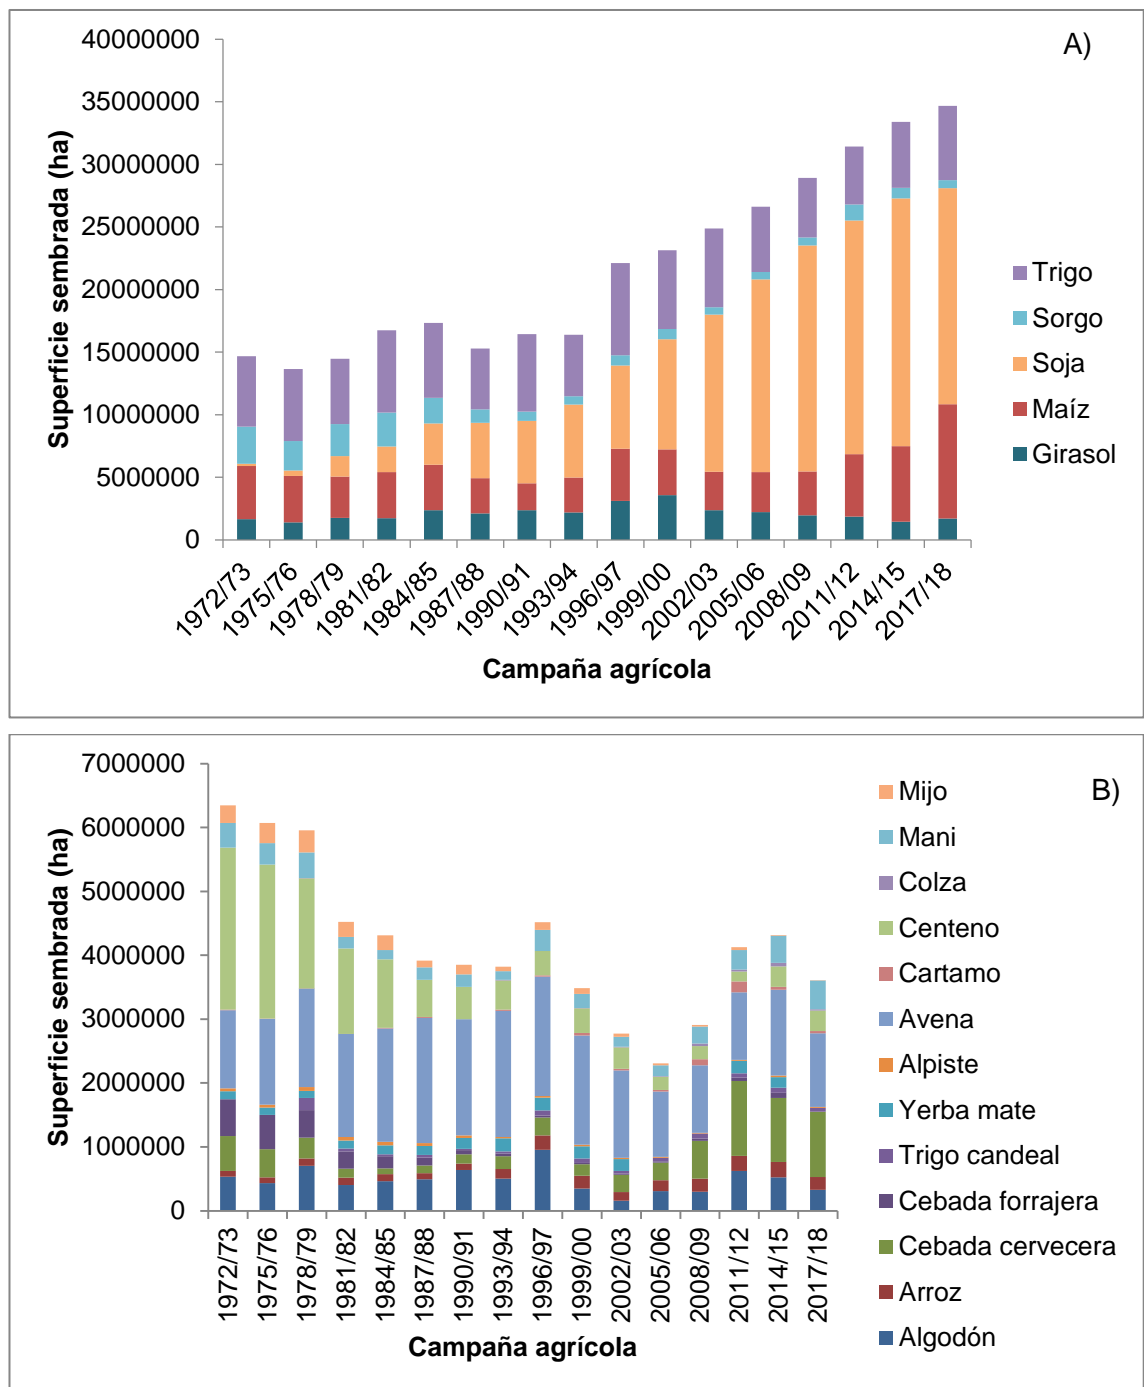 A)
Superficie sembrada (ha)
40000000
35000000
30000000
25000000
20000000
15000000
10000000
5000000
0
1972/73
1975/76
1978/79
1981/82
1984/85
1987/88
1990/91
1993/94
1996/97
1999/00
2002/03
2005/06
2008/09
2011/12
2014/15
2017/18
Campaña agrícola
Trigo
Sorgo
Soja
Maíz
Girasol
B)
Superficie sembrada (ha)
7000000
6000000
5000000
4000000
3000000
2000000
1000000
0
1972/73
1975/76
1978/79
1981/82
1984/85
1987/88
1990/91
1993/94
1996/97
1999/00
2002/03
2005/06
2008/09
2011/12
2014/15
2017/18
Campaña agrícola
Mijo
Mani
Colza
Centeno
Cartamo
Avena
Alpiste
Yerba mate
Trigo candeal
Cebada forrajera
Cebada cervecera
Arroz
Algodón